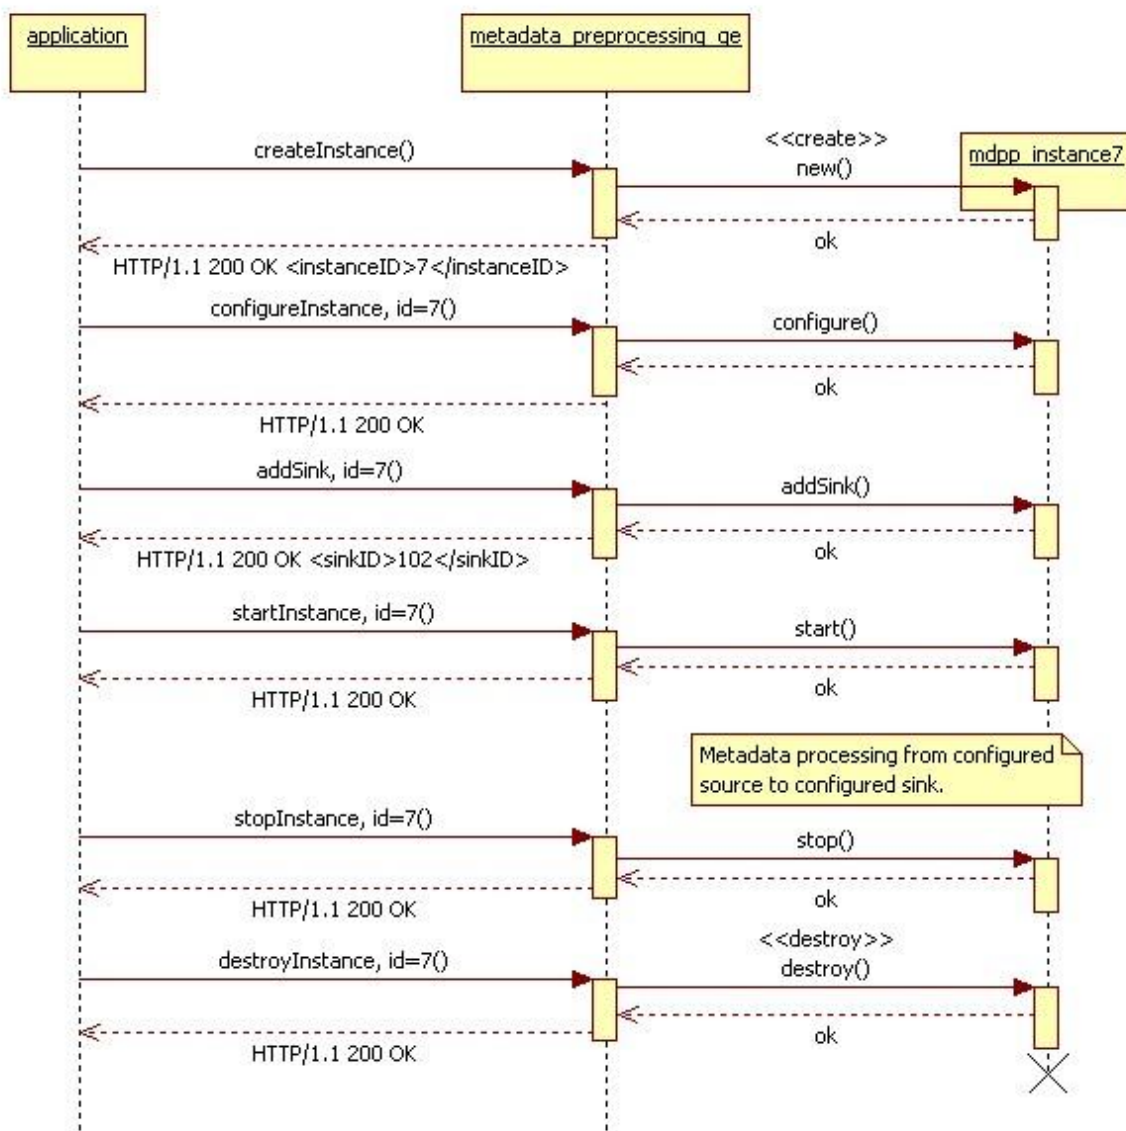 application
metadata_preprocessing_ge
mdpp_instance7
createInstance()
<<create>>
new()
ok
HTTP/1.1 200 OK <instanceID>7</instanceID>
configureInstance, id=7()
configure()
ok
HTTP/1.1 200 OK
addSink, id=7()
addSink()
ok
HTTP/1.1 200 OK <sinkID>102</sinkID>
startInstance, id=7()
start()
ok
HTTP/1.1 200 OK
Metadata processing from configured
source to configured sink.
stopInstance, id=7()
stop()
ok
HTTP/1.1 200 OK
<<destroy>>
destroyInstance, id=7()
destroy()
ok
HTTP/1.1 200 OK